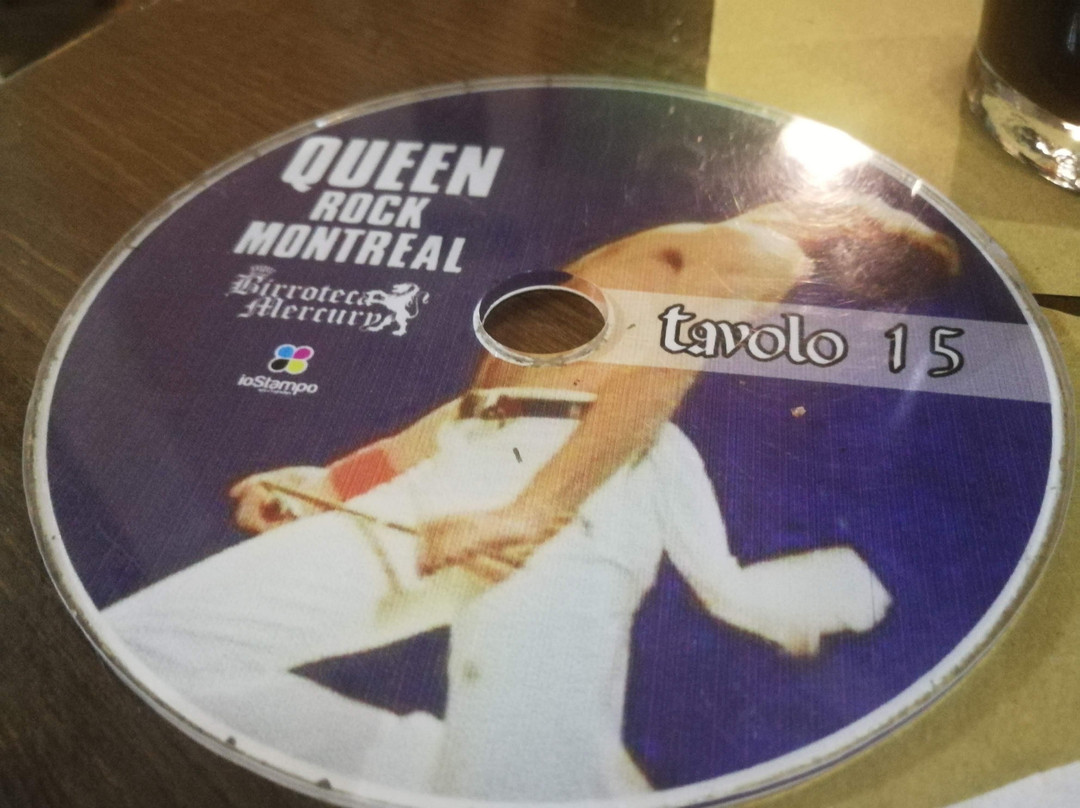 QUEEN
ROCK
MONTREAL
Birroteca
Mercury
ioStampo
tavolo 15